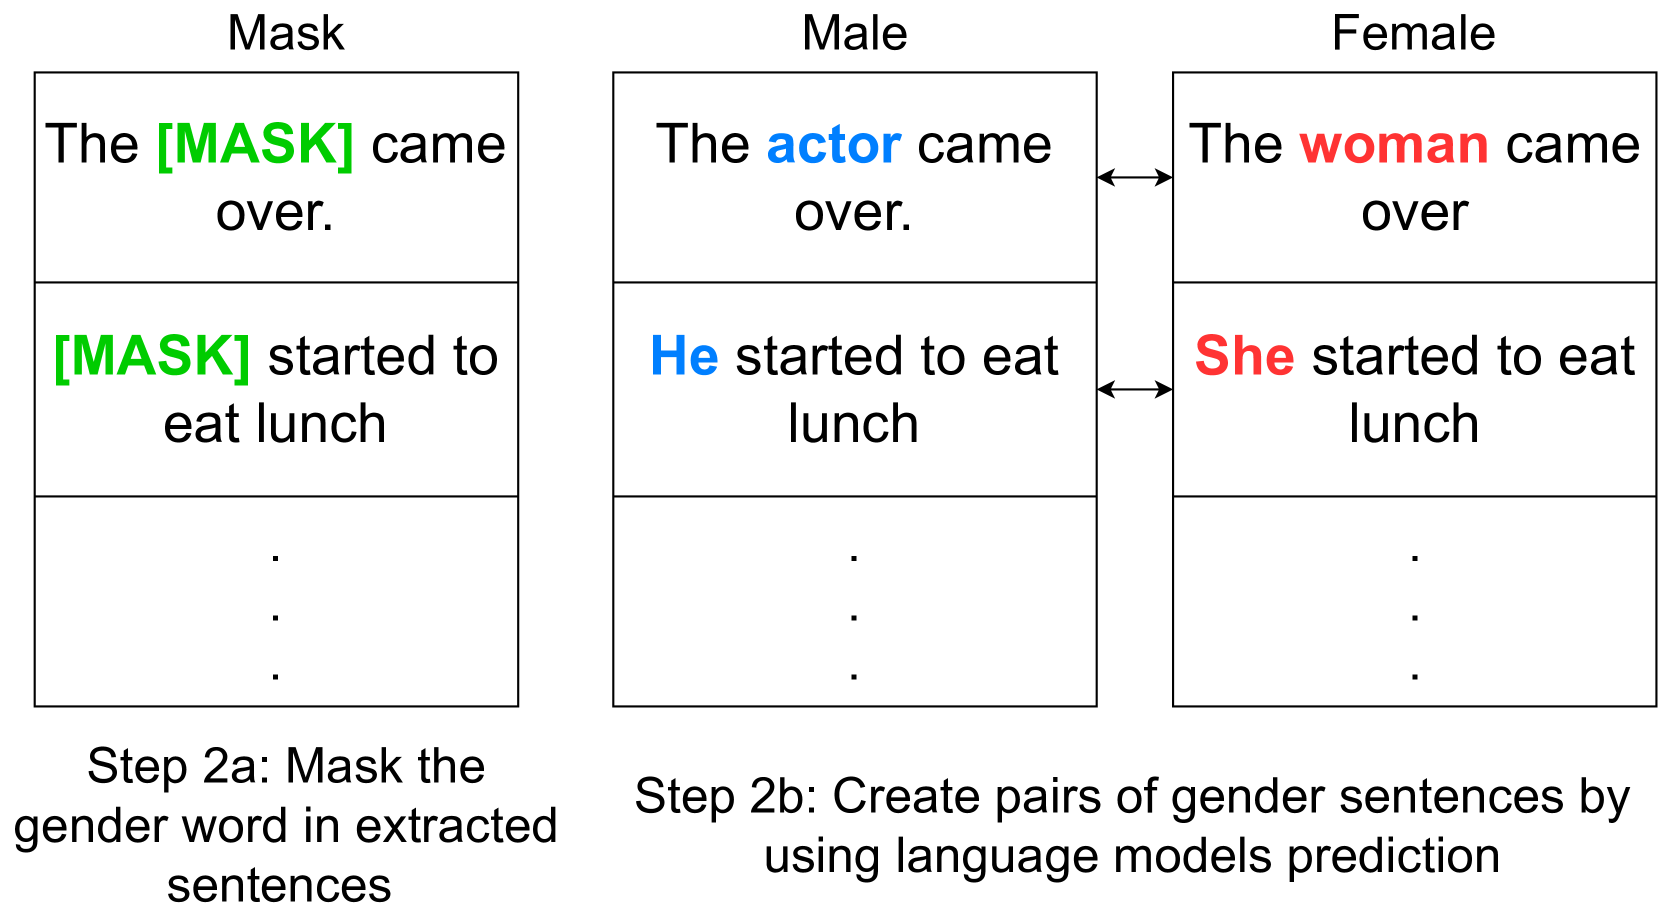 Mask
The [MASK] came
over.
[MASK] started to
eat lunch
.
.
.
Step 2a: Mask the
gender word in extracted
sentences
Male
Female
The actor came
over.
The woman came
over
He started to eat
lunch
She started to eat
lunch
.
.
.
.
.
.
Step 2b: Create pairs of gender sentences by
using language models prediction